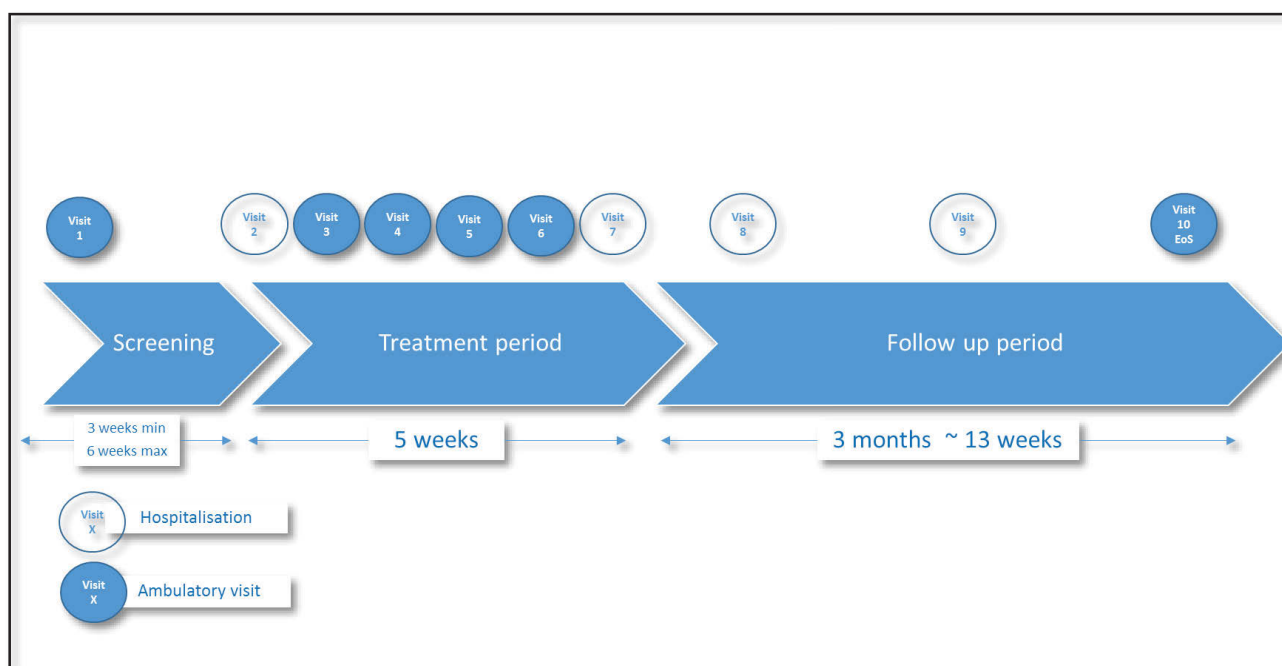 Visit
1
Visit
2
Visit
3
Visit
4
Visit
5
Visit
6
Visit
7
Visit
8
Visit
9
Visit
10
EoS
Screening
Treatment period
Follow up period
3 weeks min
6 weeks max
5 weeks
3 months ~ 13 weeks
Visit
X
Hospitalisation
Visit
X
Ambulatory visit